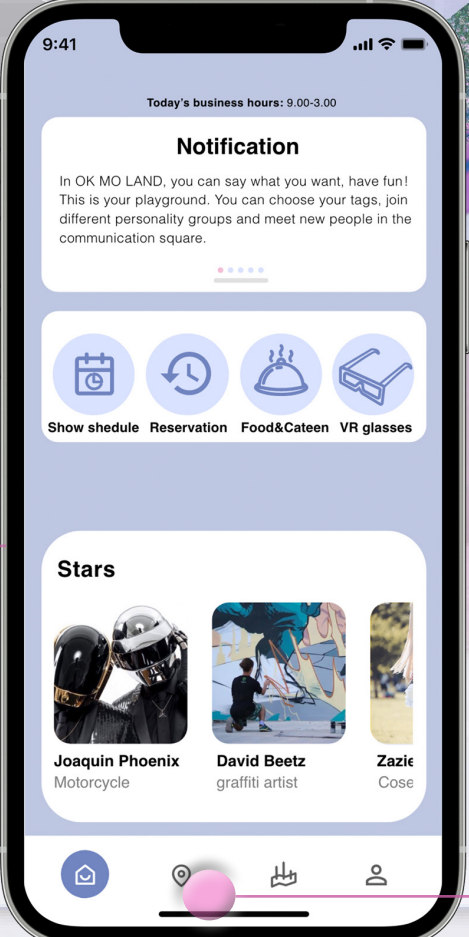 9:41
Today's business hours: 9.00-3.00
Notification
In OK MO LAND, you can say what you want, have fun!
This is your playground. You can choose your tags, join
different personality groups and meet new people in the
communication square.
Show shedule Reservation Food&Cateen VR glasses
Stars
Joaquin Phoenix David Beetz Zazie
Motorcycle graffiti artist Cose